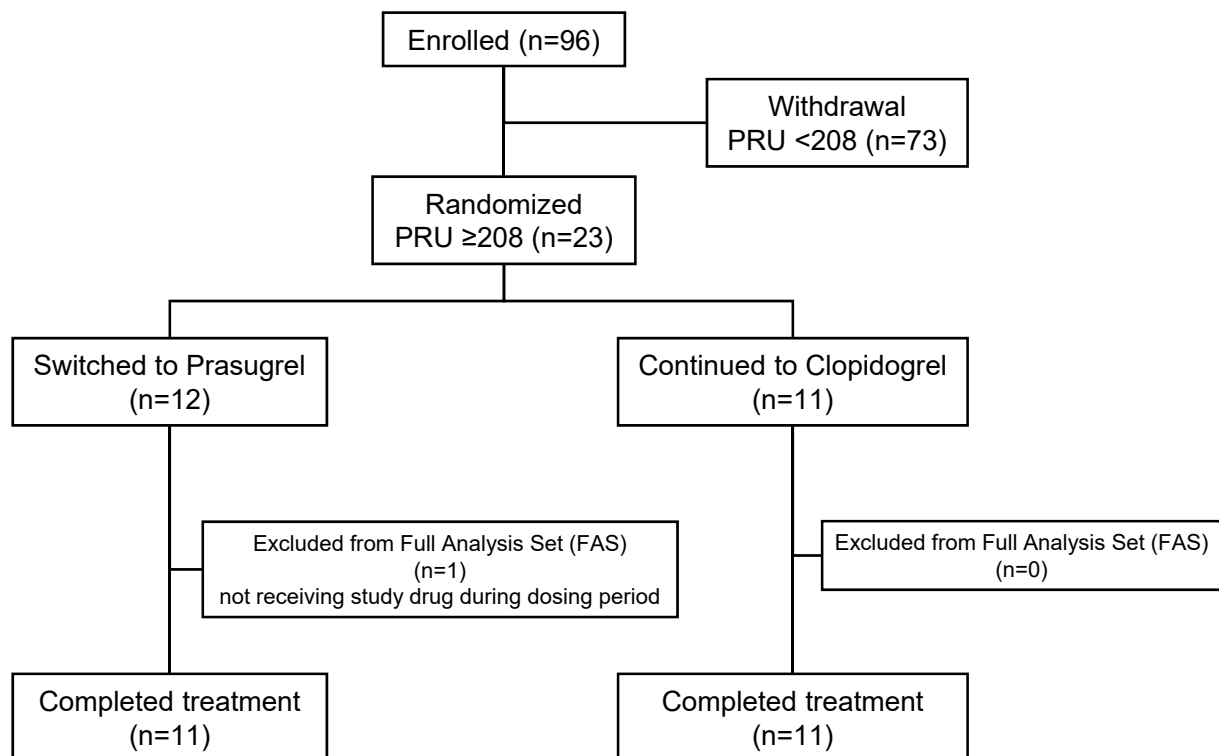 Enrolled (n=96)
Withdrawal
PRU <208 (n=73)
Randomized
PRU ≥208 (n=23)
Switched to Prasugrel
(n=12)
Continued to Clopidogrel
(n=11)
Excluded from Full Analysis Set (FAS)
(n=1)
not receiving study drug during dosing period
Excluded from Full Analysis Set (FAS)
(n=0)
Completed treatment
(n=11)
Completed treatment
(n=11)